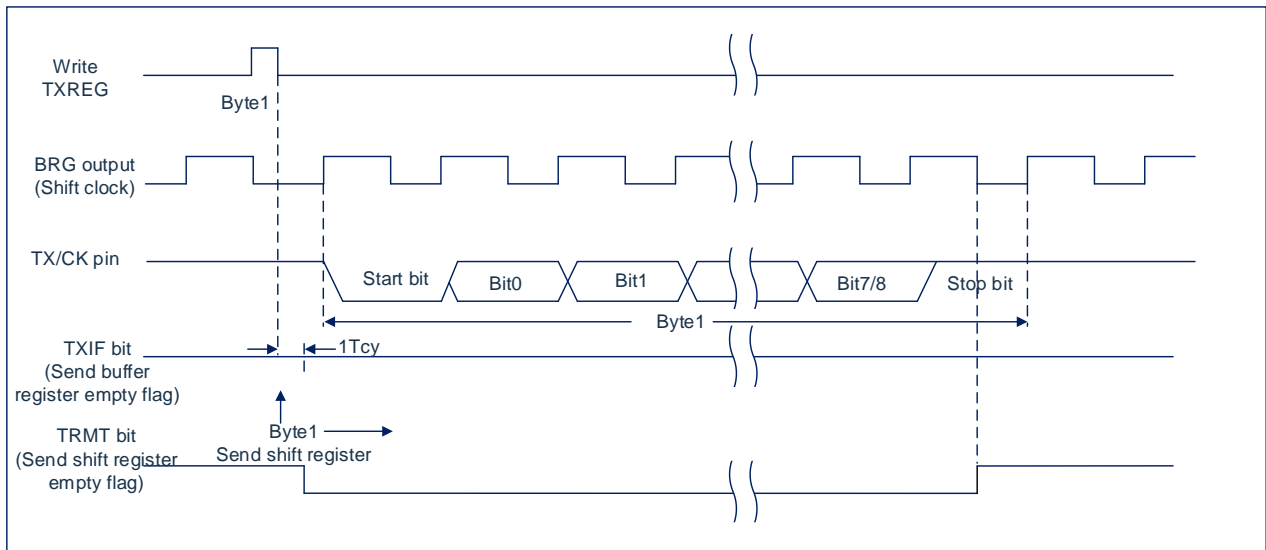 Write
TXREG
Byte1
BRG output
(Shift clock)
TX/CK pin
Start bit
Bit0
Bit1
Bit7/8
Stop bit
Byte1
TXIF bit
(Send buffer
register empty flag)
1Tcy
Byte1
Send shift register
TRMT bit
(Send shift register
empty flag)